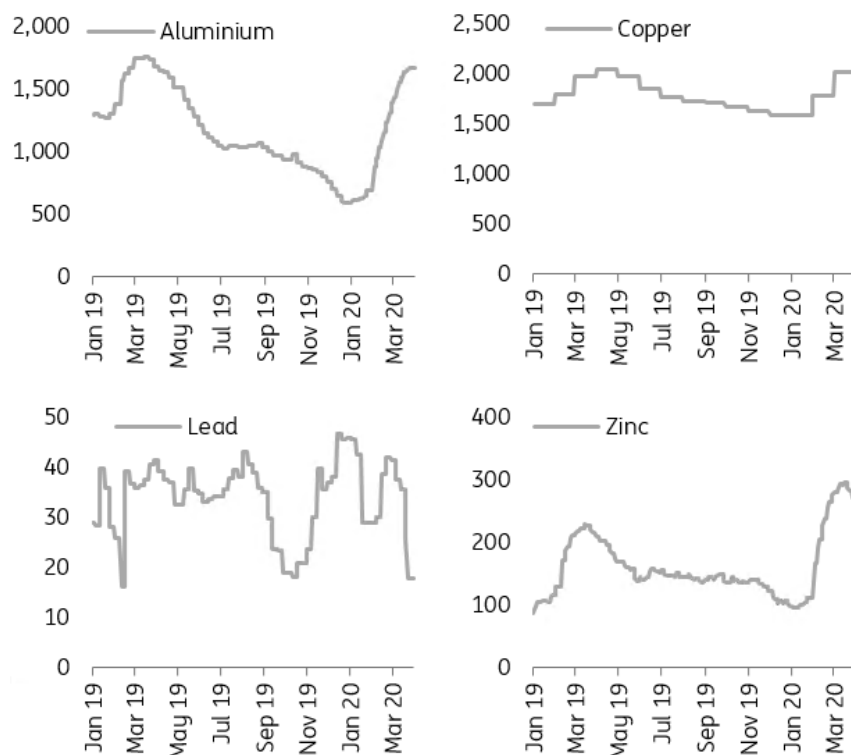 Aluminium
2,000
1,500
1,000
500
0
Jan 19
Mar 19
May 19
Jul 19
Sep 19
Nov 19
Jan 20
Mar 20
Copper
2,500
2,000
1,500
1,000
500
0
Jan 19
Mar 19
May 19
Jul 19
Sep 19
Nov 19
Jan 20
Mar 20
Lead
50
40
30
20
10
0
Jan 19
Mar 19
May 19
Jul 19
Sep 19
Nov 19
Jan 20
Mar 20
Zinc
400
300
200
100
0
Jan 19
Mar 19
May 19
Jul 19
Sep 19
Nov 19
Jan 20
Mar 20